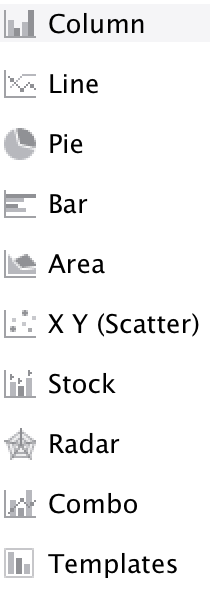 Column
Line
Pie
Bar
Area
X Y (Scatter)
Stock
Radar
Combo
Templates